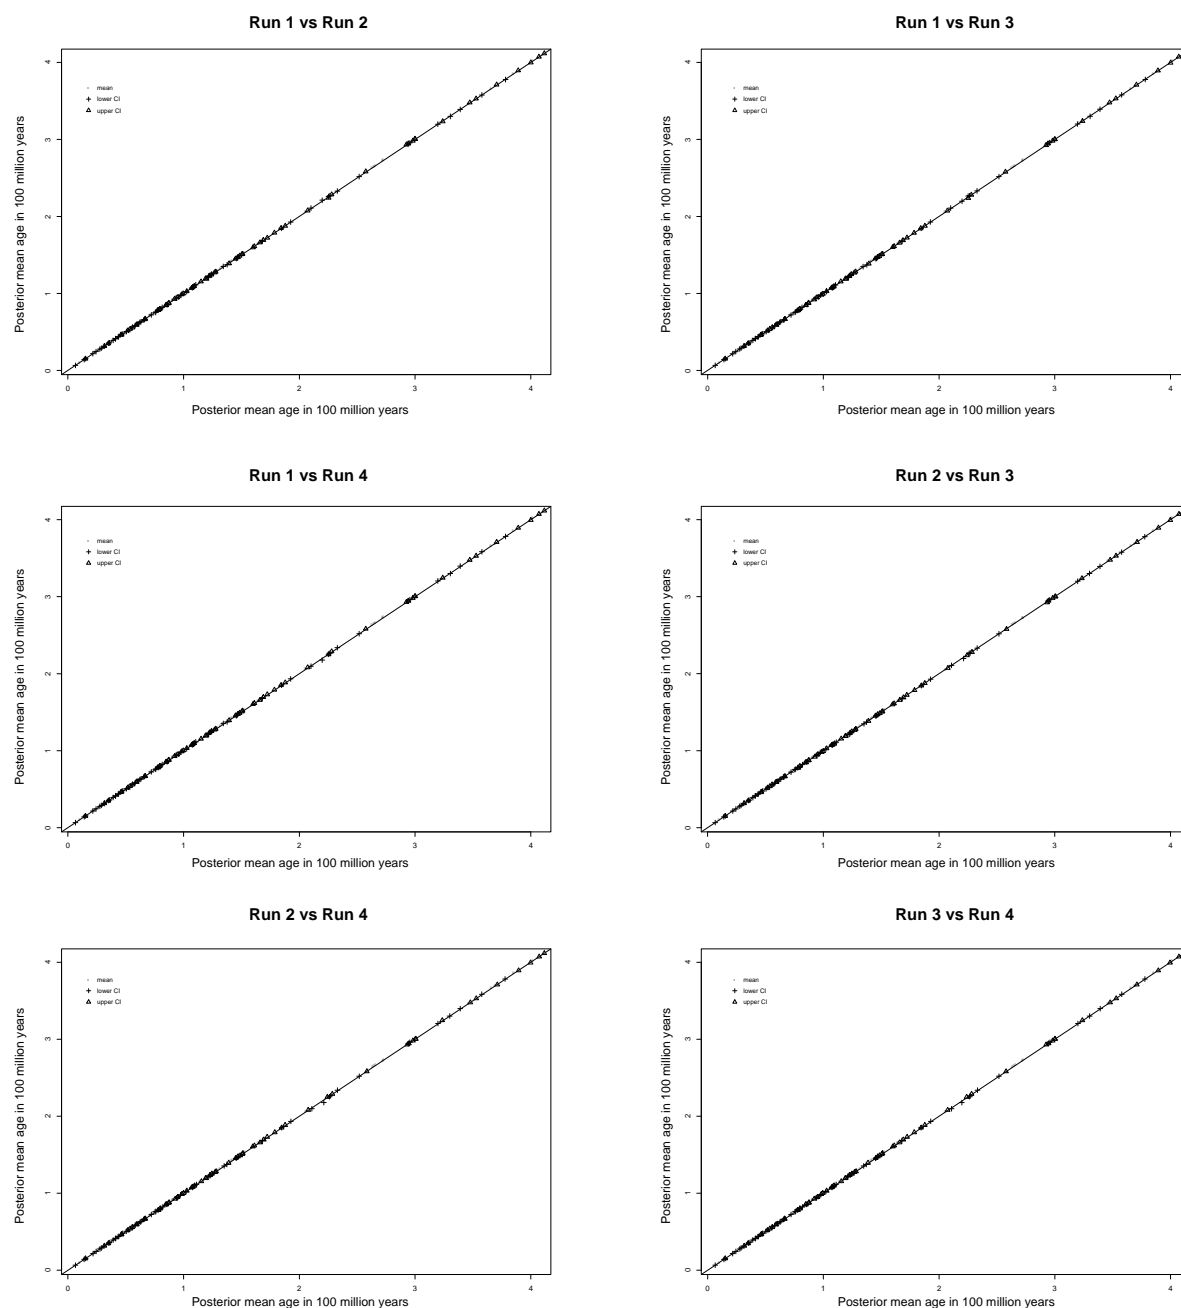 Run 1 vs Run 2
Posterior mean age in 100 million years
4
3
2
1
0
mean
lower CI
upper CI
0 1 2 3 4
Posterior mean age in 100 million years
Run 1 vs Run 3
Posterior mean age in 100 million years
4
3
2
1
0
mean
lower CI
upper CI
0 1 2 3 4
Posterior mean age in 100 million years
Run 1 vs Run 4
Posterior mean age in 100 million years
4
3
2
1
0
mean
lower CI
upper CI
0 1 2 3 4
Posterior mean age in 100 million years
Run 2 vs Run 3
Posterior mean age in 100 million years
4
3
2
1
0
mean
lower CI
upper CI
0 1 2 3 4
Posterior mean age in 100 million years
Run 2 vs Run 4
Posterior mean age in 100 million years
4
3
2
1
0
mean
lower CI
upper CI
0 1 2 3 4
Posterior mean age in 100 million years
Run 3 vs Run 4
Posterior mean age in 100 million years
4
3
2
1
0
mean
lower CI
upper CI
0 1 2 3 4
Posterior mean age in 100 million years